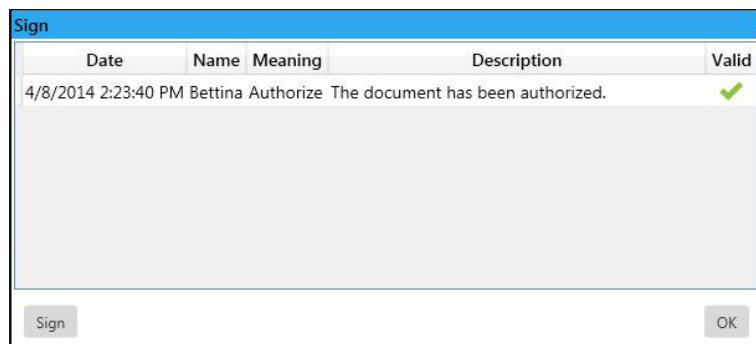 Sign
Date Name Meaning Description Valid
4/8/2014 2:23:40 PM Bettina Authorize The document has been authorized.
Sign OK